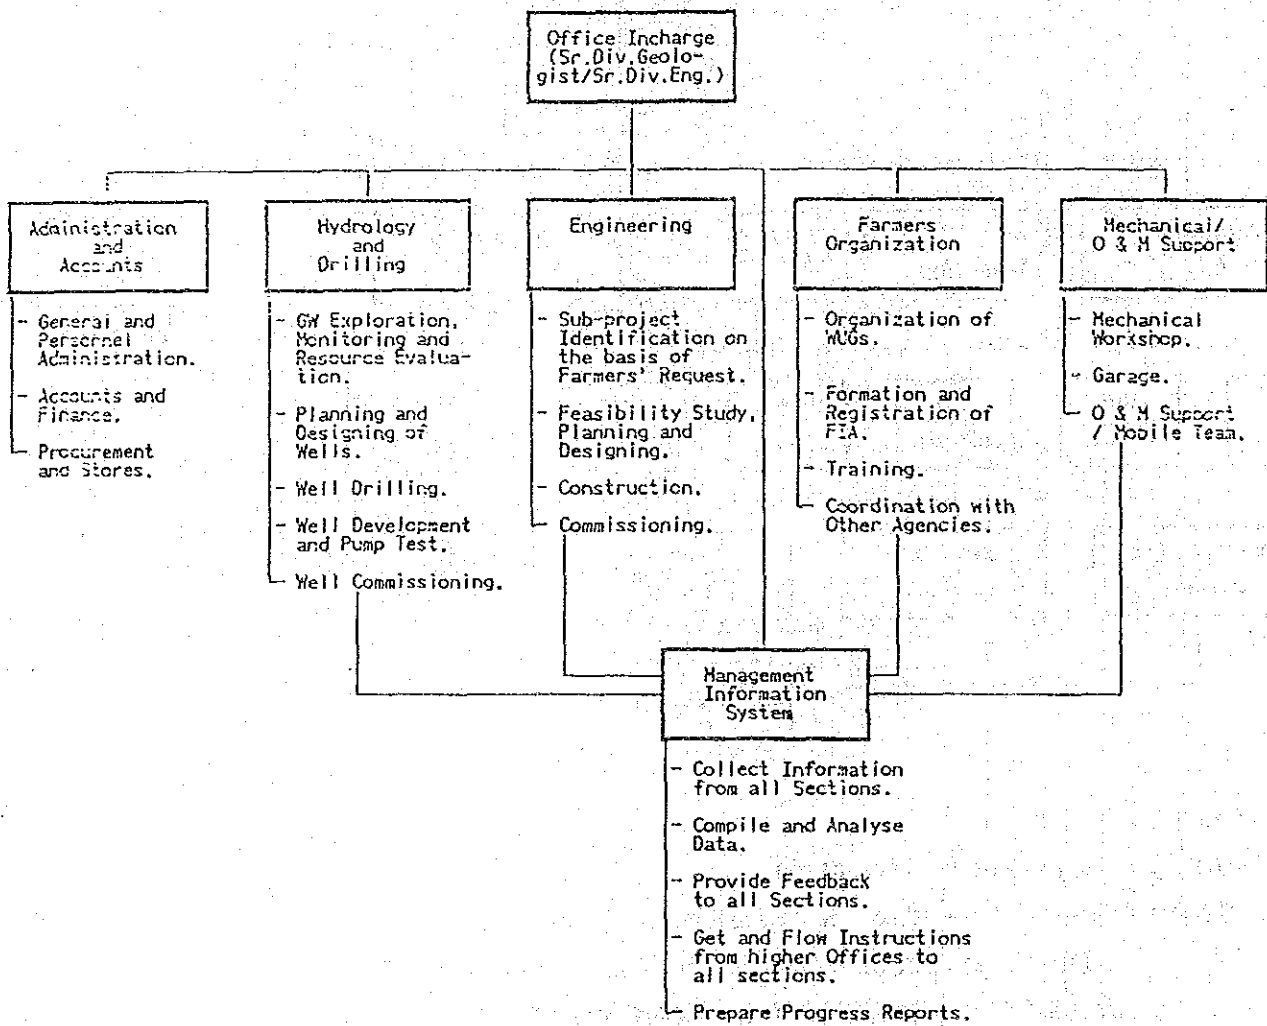 Office Incharge
(Sr.Div.Geolo-
gist/Sr.Div.Eng.)
Administration
and
Accounts
- General and
Personnel
Administration.
- Accounts and
Finance.
- Procurement
and Stores.
Hydrology
and
Drilling
- GW Exploration,
Monitoring and
Resource Evalua-
tion.
- Planning and
Designing of
Wells.
- Well Drilling.
- Well Development
and Pump Test.
- Well Commissioning.
Engineering
- Sub-project
Identification on
the basis of
Farmers' Request.
- Feasibility Study,
Planning and
Designing.
- Construction.
- Commissioning.
Farmers
Organization
- Organization of
WUGs.
- Formation and
Registration of
FIA.
- Training.
- Coordination with
Other Agencies.
Mechanical/
O & M Support
- Mechanical
Workshop.
- Garage.
- O & M Support
/ Mobile Team.
Management
Information
System
- Collect Information
from all Sections.
- Compile and Analyse
Data.
- Provide Feedback
to all Sections.
- Get and Flow Instructions
from higher Offices to
all sections.
- Prepare Progress Reports.